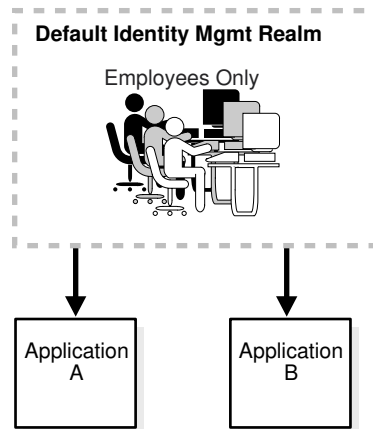 Default Identity Mgmt Realm
Employees Only
Application
A
Application
B